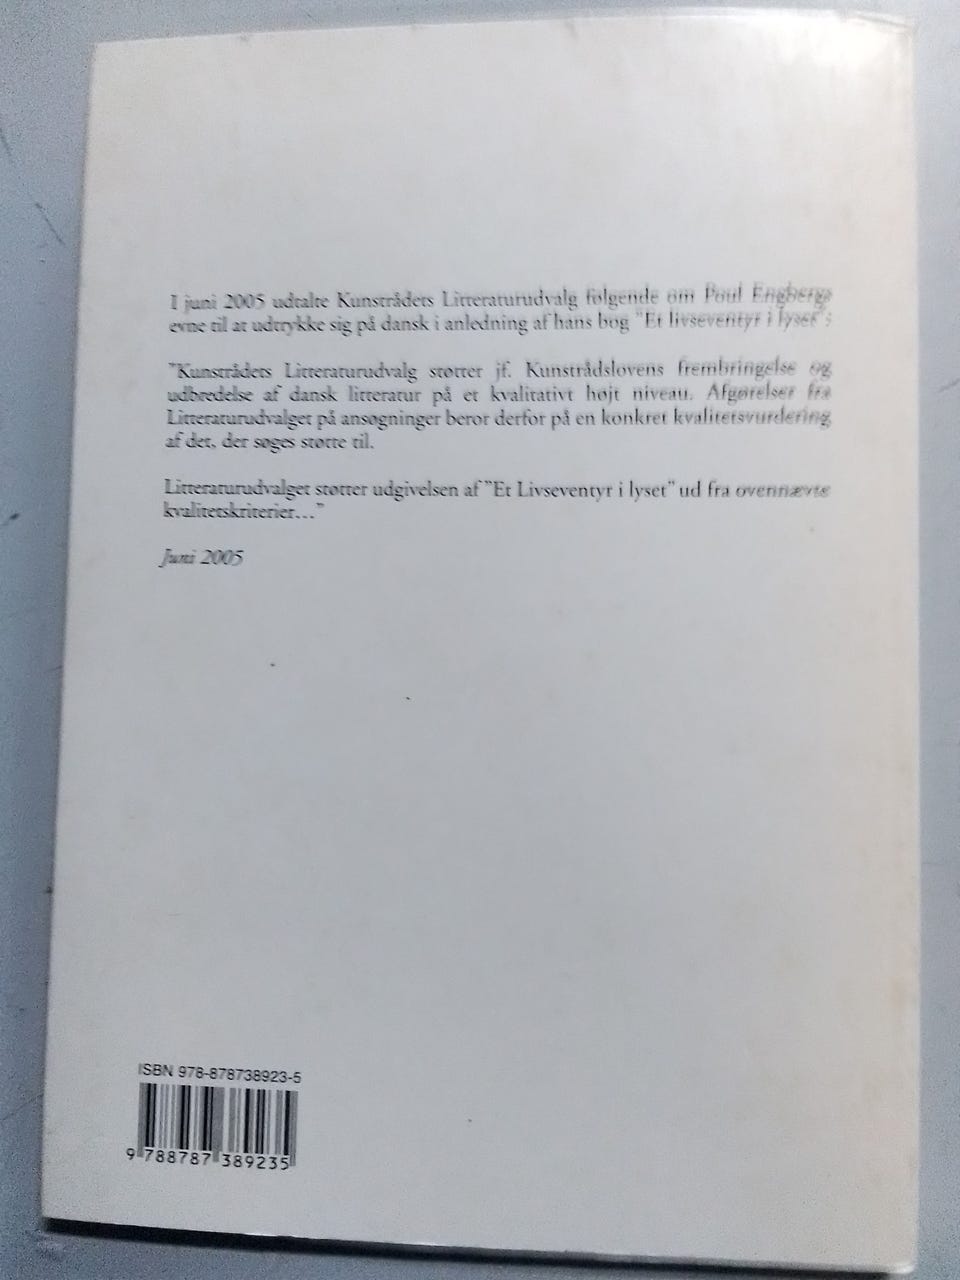 I juni 2005 udtalte Kunstrådets Litteraturudvalg følgende om Poul Engbergs
evne til at udtrykke sig på dansk i anledning af hans bog "Et livseventyr i lyset":
"Kunstrådets Litteraturudvalg støtter jf. Kunstrådslovens frembringelse og
udbredelse af dansk litteratur på et kvalitativt højt niveau. Afgørelser fra
Litteraturudvalget på ansøgninger beror derfor på en konkret kvalitetsvurdering,
af det, der søges støtte til.
Litteraturudvalget støtter udgivelsen af "Et Livseventyr i lyset" ud fra ovennævte
kvalitetskriterier..."
Juni 2005
ISBN 978-878738923-5
9 788787 389235